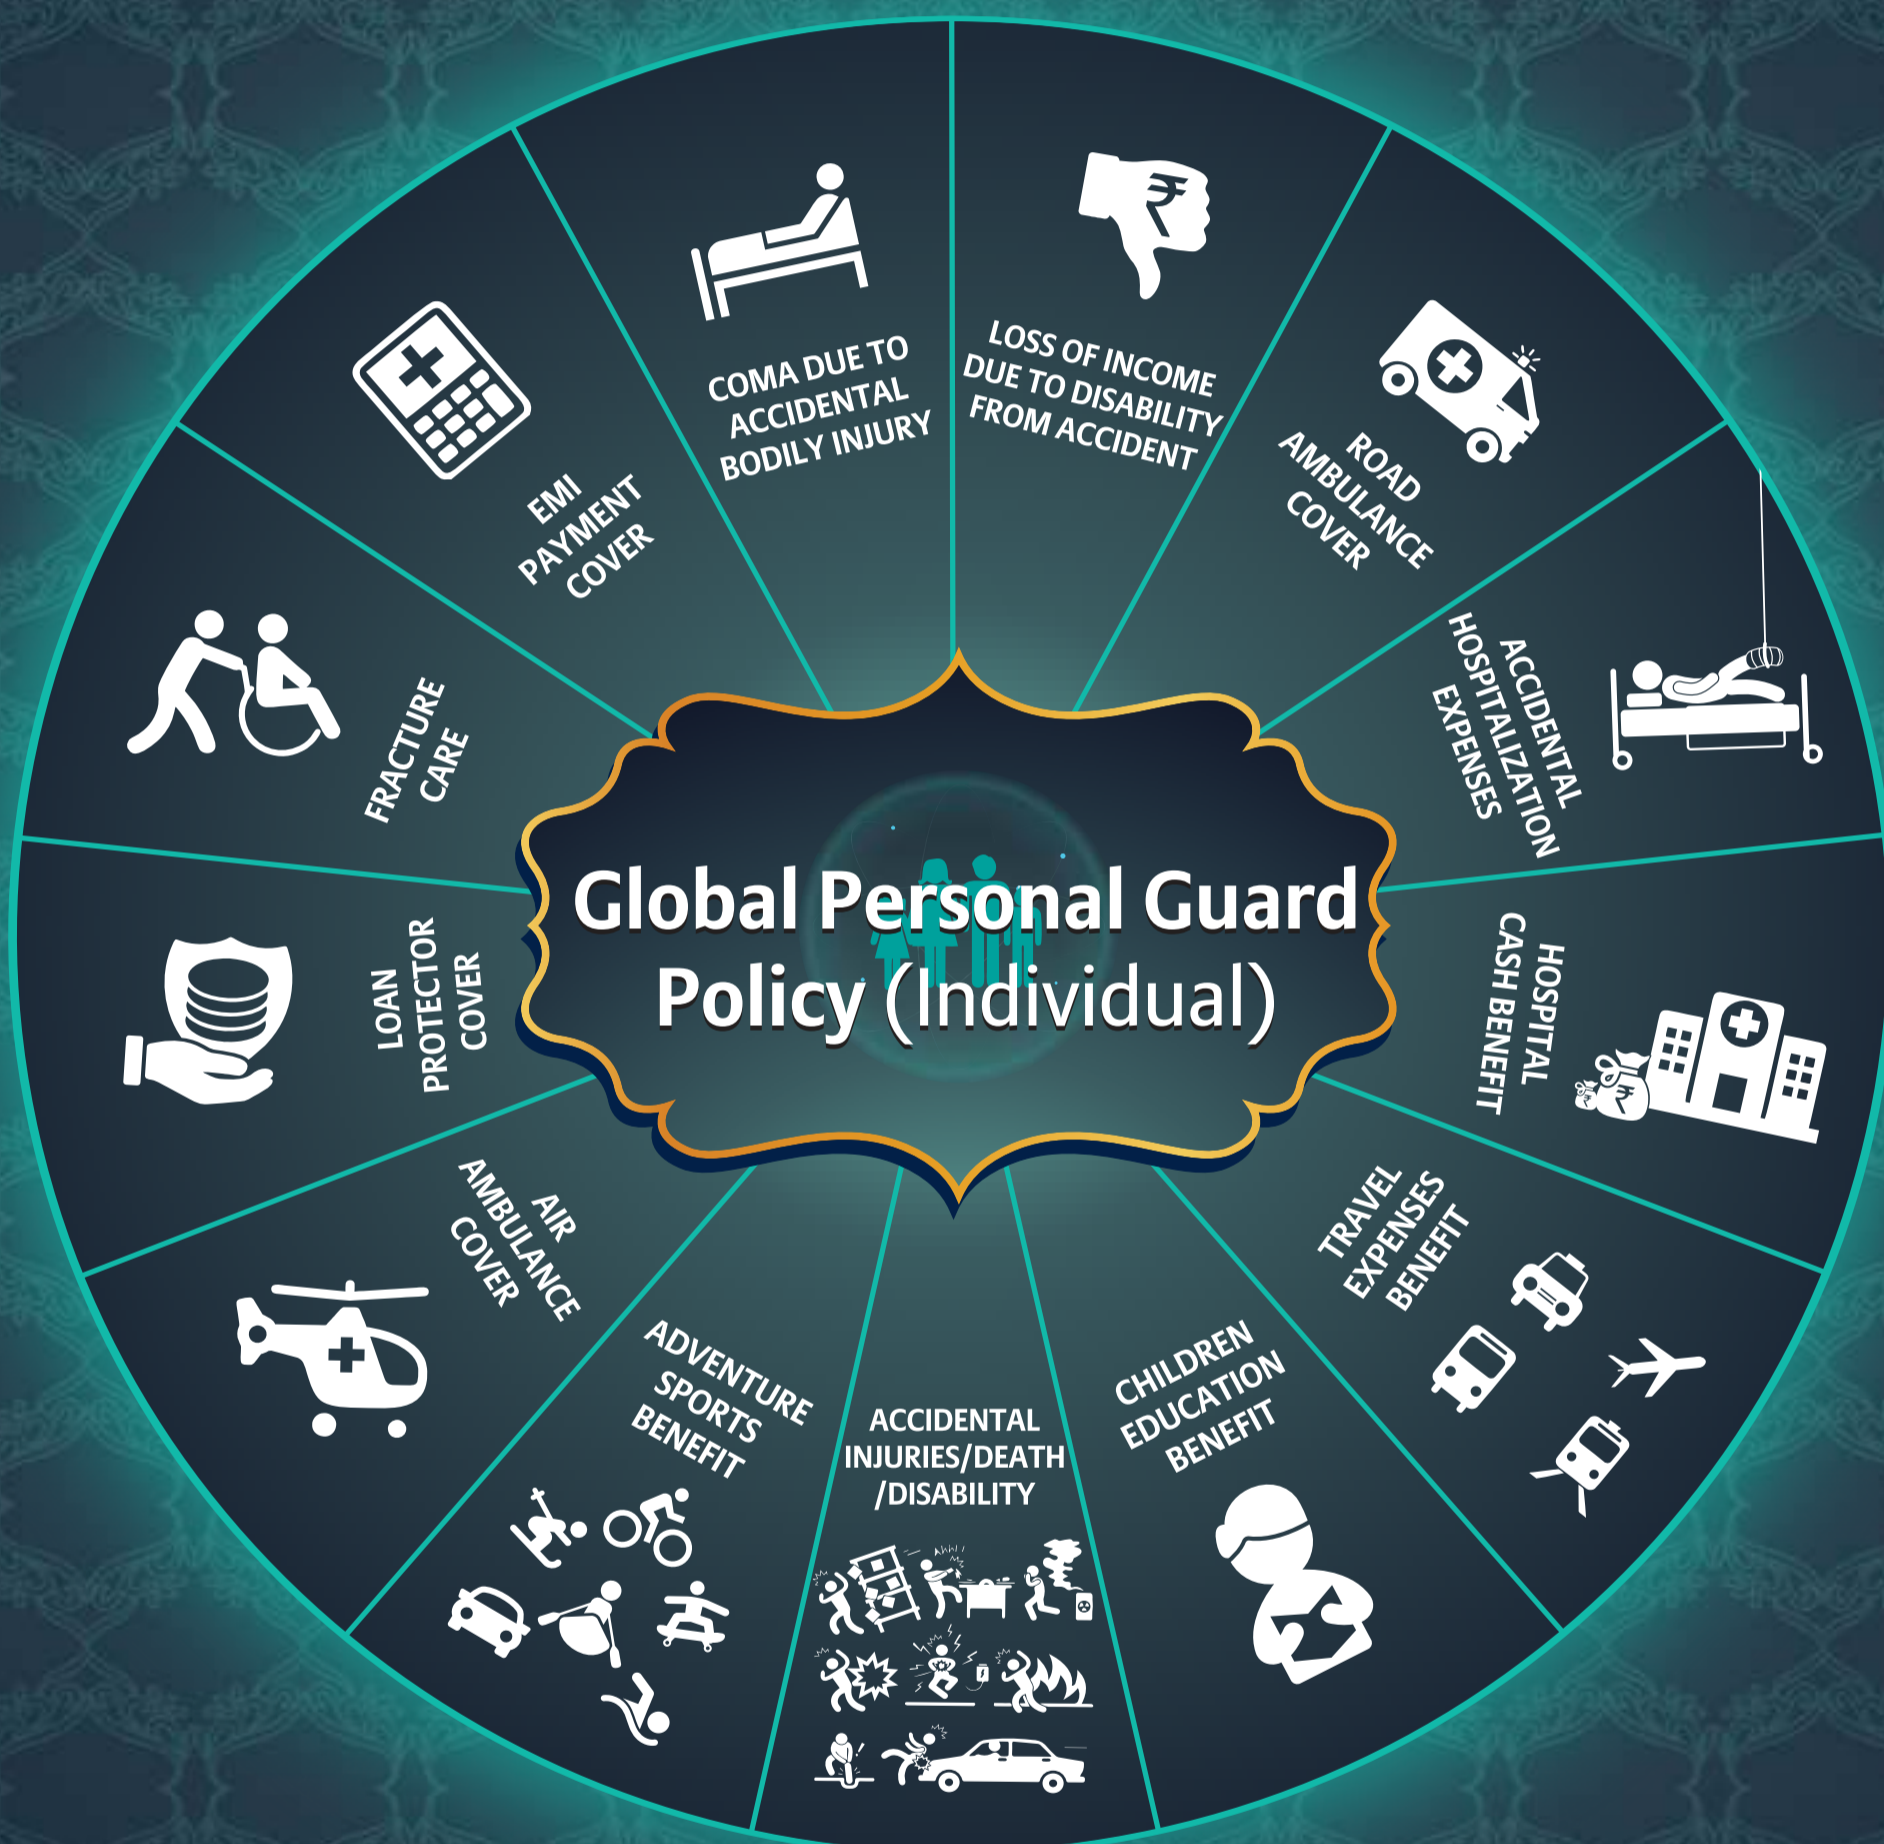 COMA DUE TO
ACCIDENTAL
BODILY INJURY
LOSS OF INCOME
DUE TO DISABILITY
FROM ACCIDENT
ROAD
AMBULANCE
COVER
ACCIDENTAL
HOSPITALIZATION
EXPENSES
HOSPITAL
CASH BENEFIT
TRAVEL
EXPENSES
BENEFIT
CHILDREN
EDUCATION
BENEFIT
ACCIDENTAL
INJURIES/DEATH
/DISABILITY
ADVENTURE
SPORTS
BENEFIT
AIR
AMBULANCE
COVER
LOAN
PROTECTOR
COVER
FRACTURE
CARE
EMI
PAYMENT
COVER
Global Personal Guard
Policy (Individual)